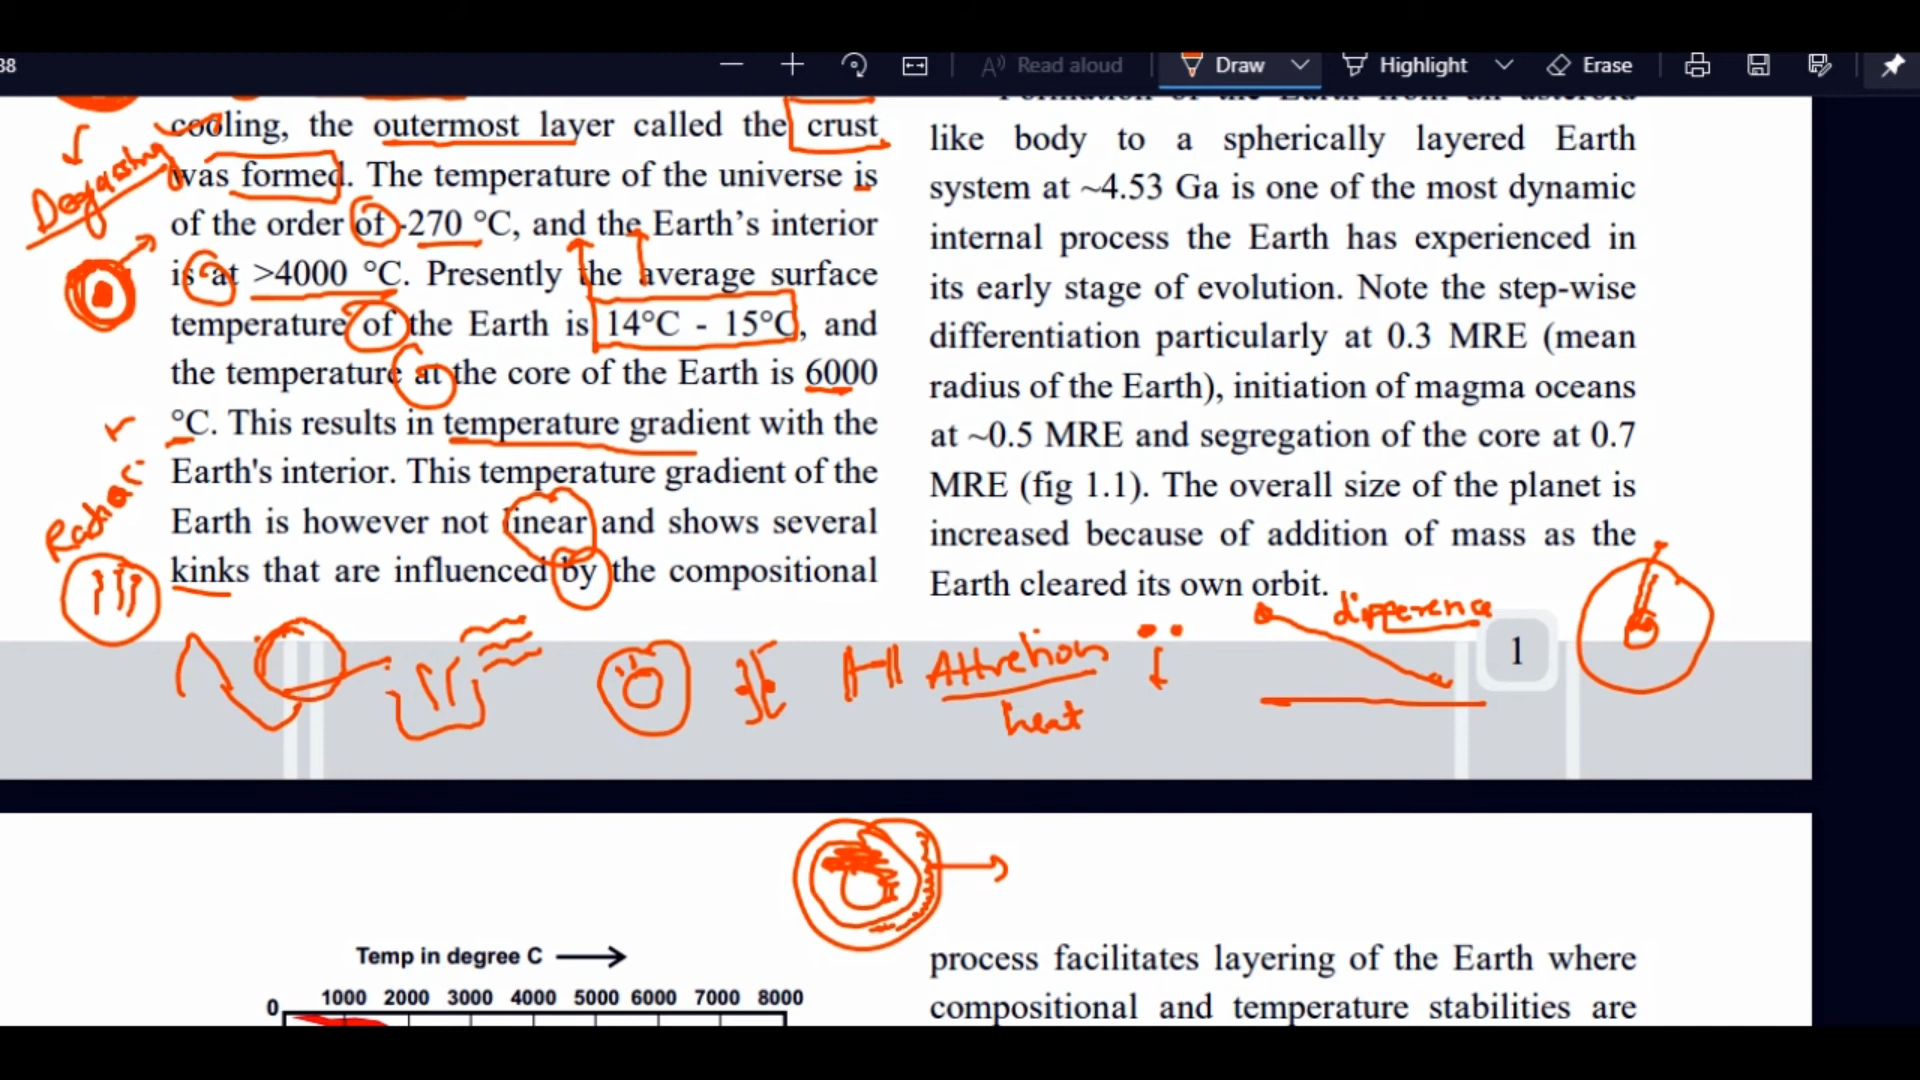 38
Read aloud
Draw
Highlight
Erase
cooling, the outermost layer called the crust
was formed. The temperature of the universe is
of the order of -270 °C, and the Earth's interior
is at >4000 °C. Presently the average surface
temperature of the Earth is 14°C - 15°C, and
the temperature at the core of the Earth is 6000
°C. This results in temperature gradient with the
Earth's interior. This temperature gradient of the
Earth is however not linear and shows several
kinks that are influenced by the compositional
Degassing
Formation of the Earth from an asteroid
like body to a spherically layered Earth
system at ~4.53 Ga is one of the most dynamic
internal process the Earth has experienced in
its early stage of evolution. Note the step-wise
differentiation particularly at 0.3 MRE (mean
radius of the Earth), initiation of magma oceans
at ~0.5 MRE and segregation of the core at 0.7
MRE (fig 1.1). The overall size of the planet is
increased because of addition of mass as the
Earth cleared its own orbit.
difference
heat
1
Temp in degree C
0 1000 2000 3000 4000 5000 6000 7000 8000
process facilitates layering of the Earth where
compositional and temperature stabilities are